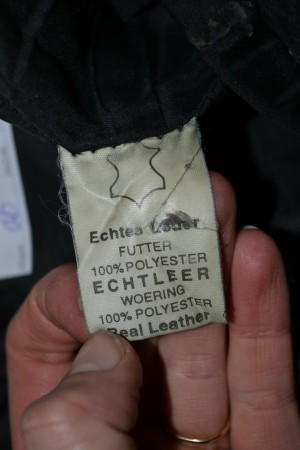 Echtes Leder
FUTTER
100% POLYESTER
ECHTLEER
WOERING
100% POLYESTER
Real Leather